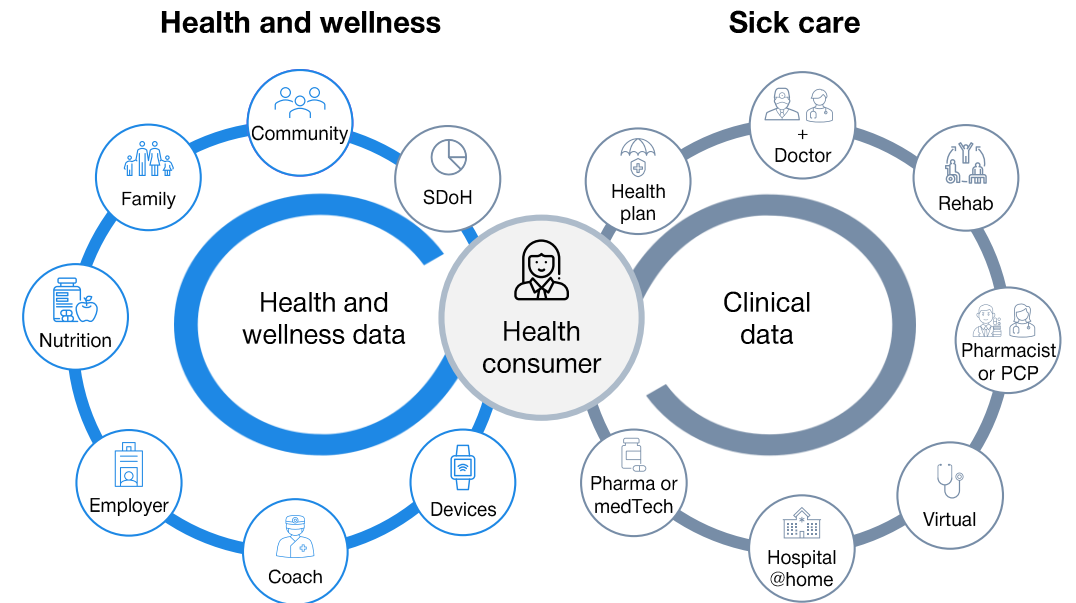 Health and wellness
Sick care
Community
Family
SDoH
Nutrition
Health and
wellness data
Employer
Coach
Devices
Health
consumer
Health
plan
+
Doctor
Rehab
Clinical
data
Pharmacist
or PCP
Pharma or
medTech
Virtual
Hospital
@home